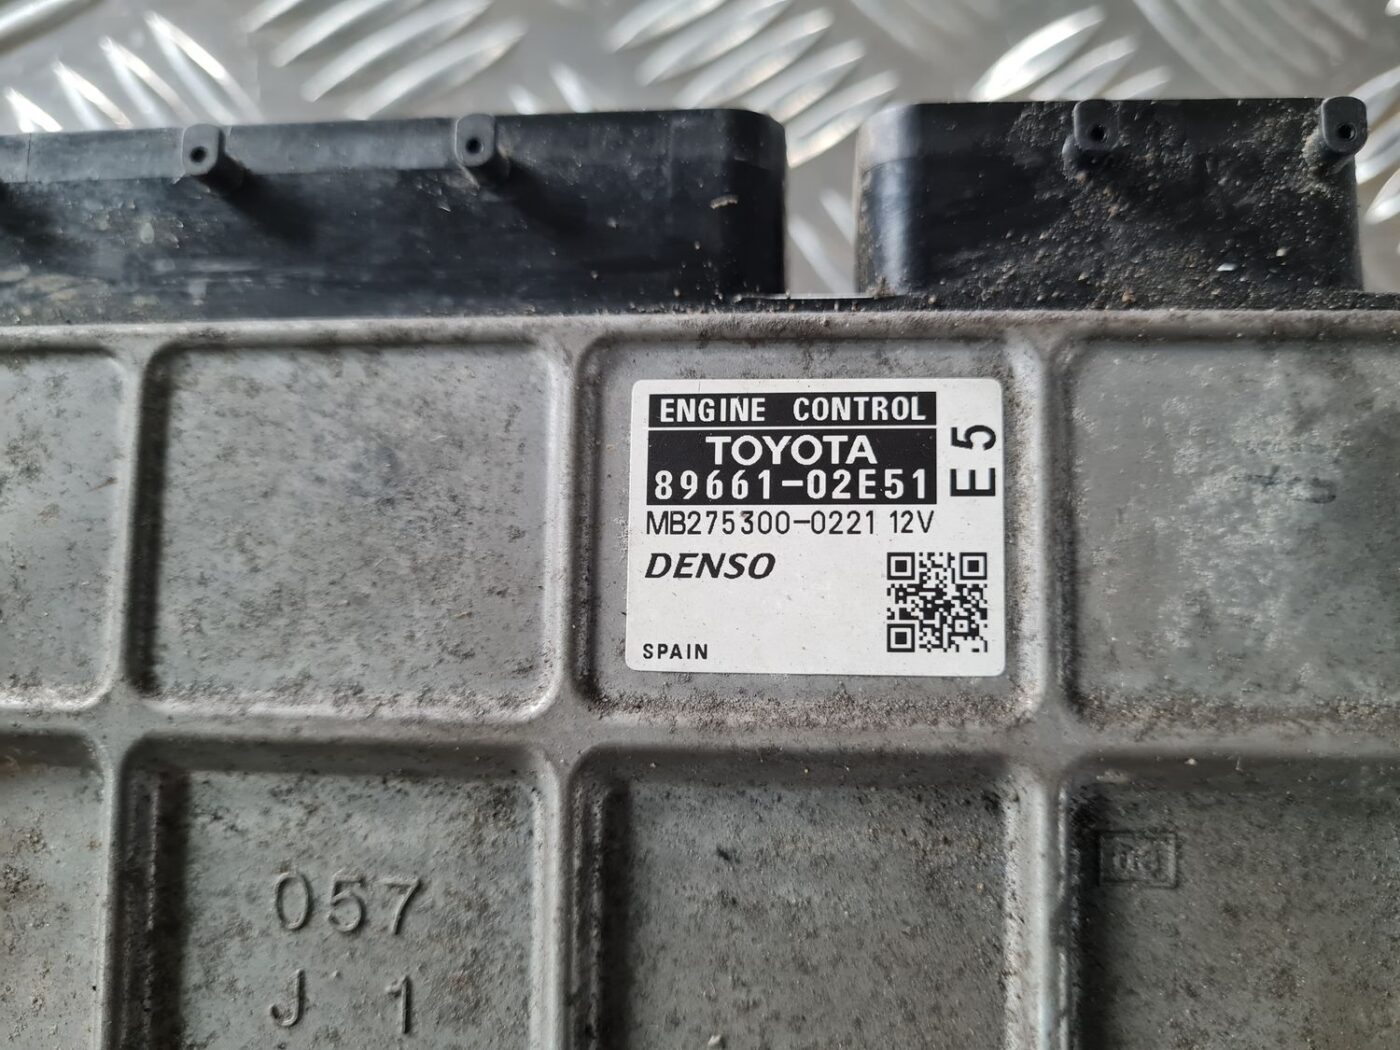 ENGINE CONTROL
TOYOTA
89661-02E51
E5
MB275300-0221 12V
DENSO
SPAIN
057
J 1